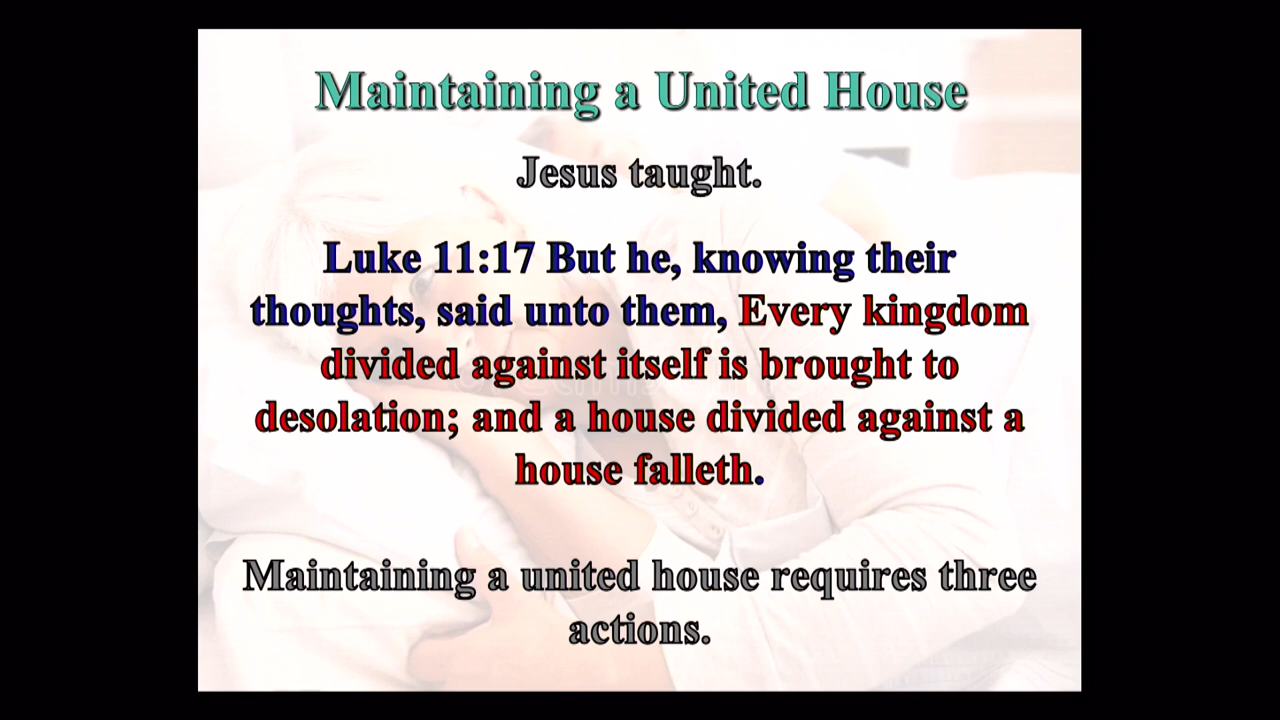 Maintaining a United House
Jesus taught.
Luke 11:17 But he, knowing their
thoughts, said unto them, Every kingdom
divided against itself is brought to
desolation; and a house divided against a
house falleth.
Maintaining a united house requires three
actions.